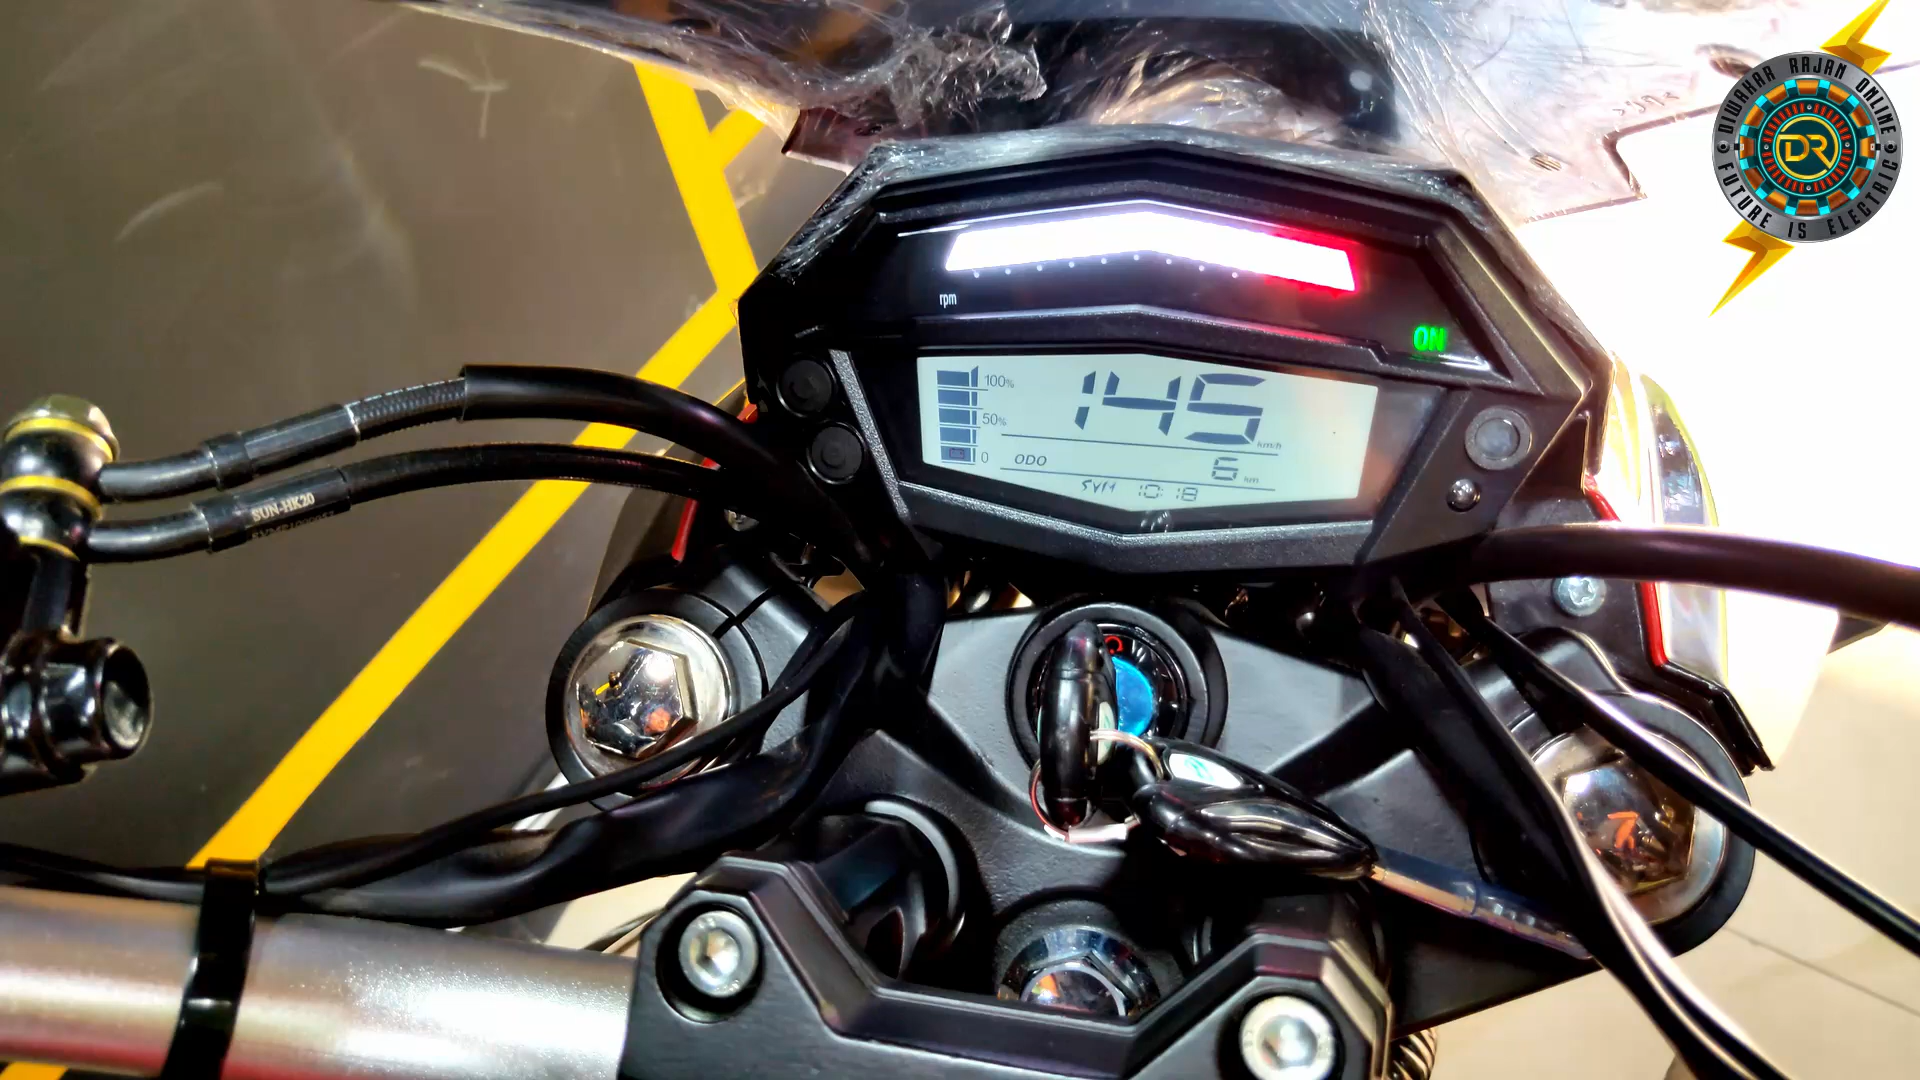 DIWAKAR RAJAN ONLINE
DR
FUTURE IS ELECTRIC
rpm
ON
100%
50%
0
145
km/h
ODO
6 km
10:18
SUN-HK20